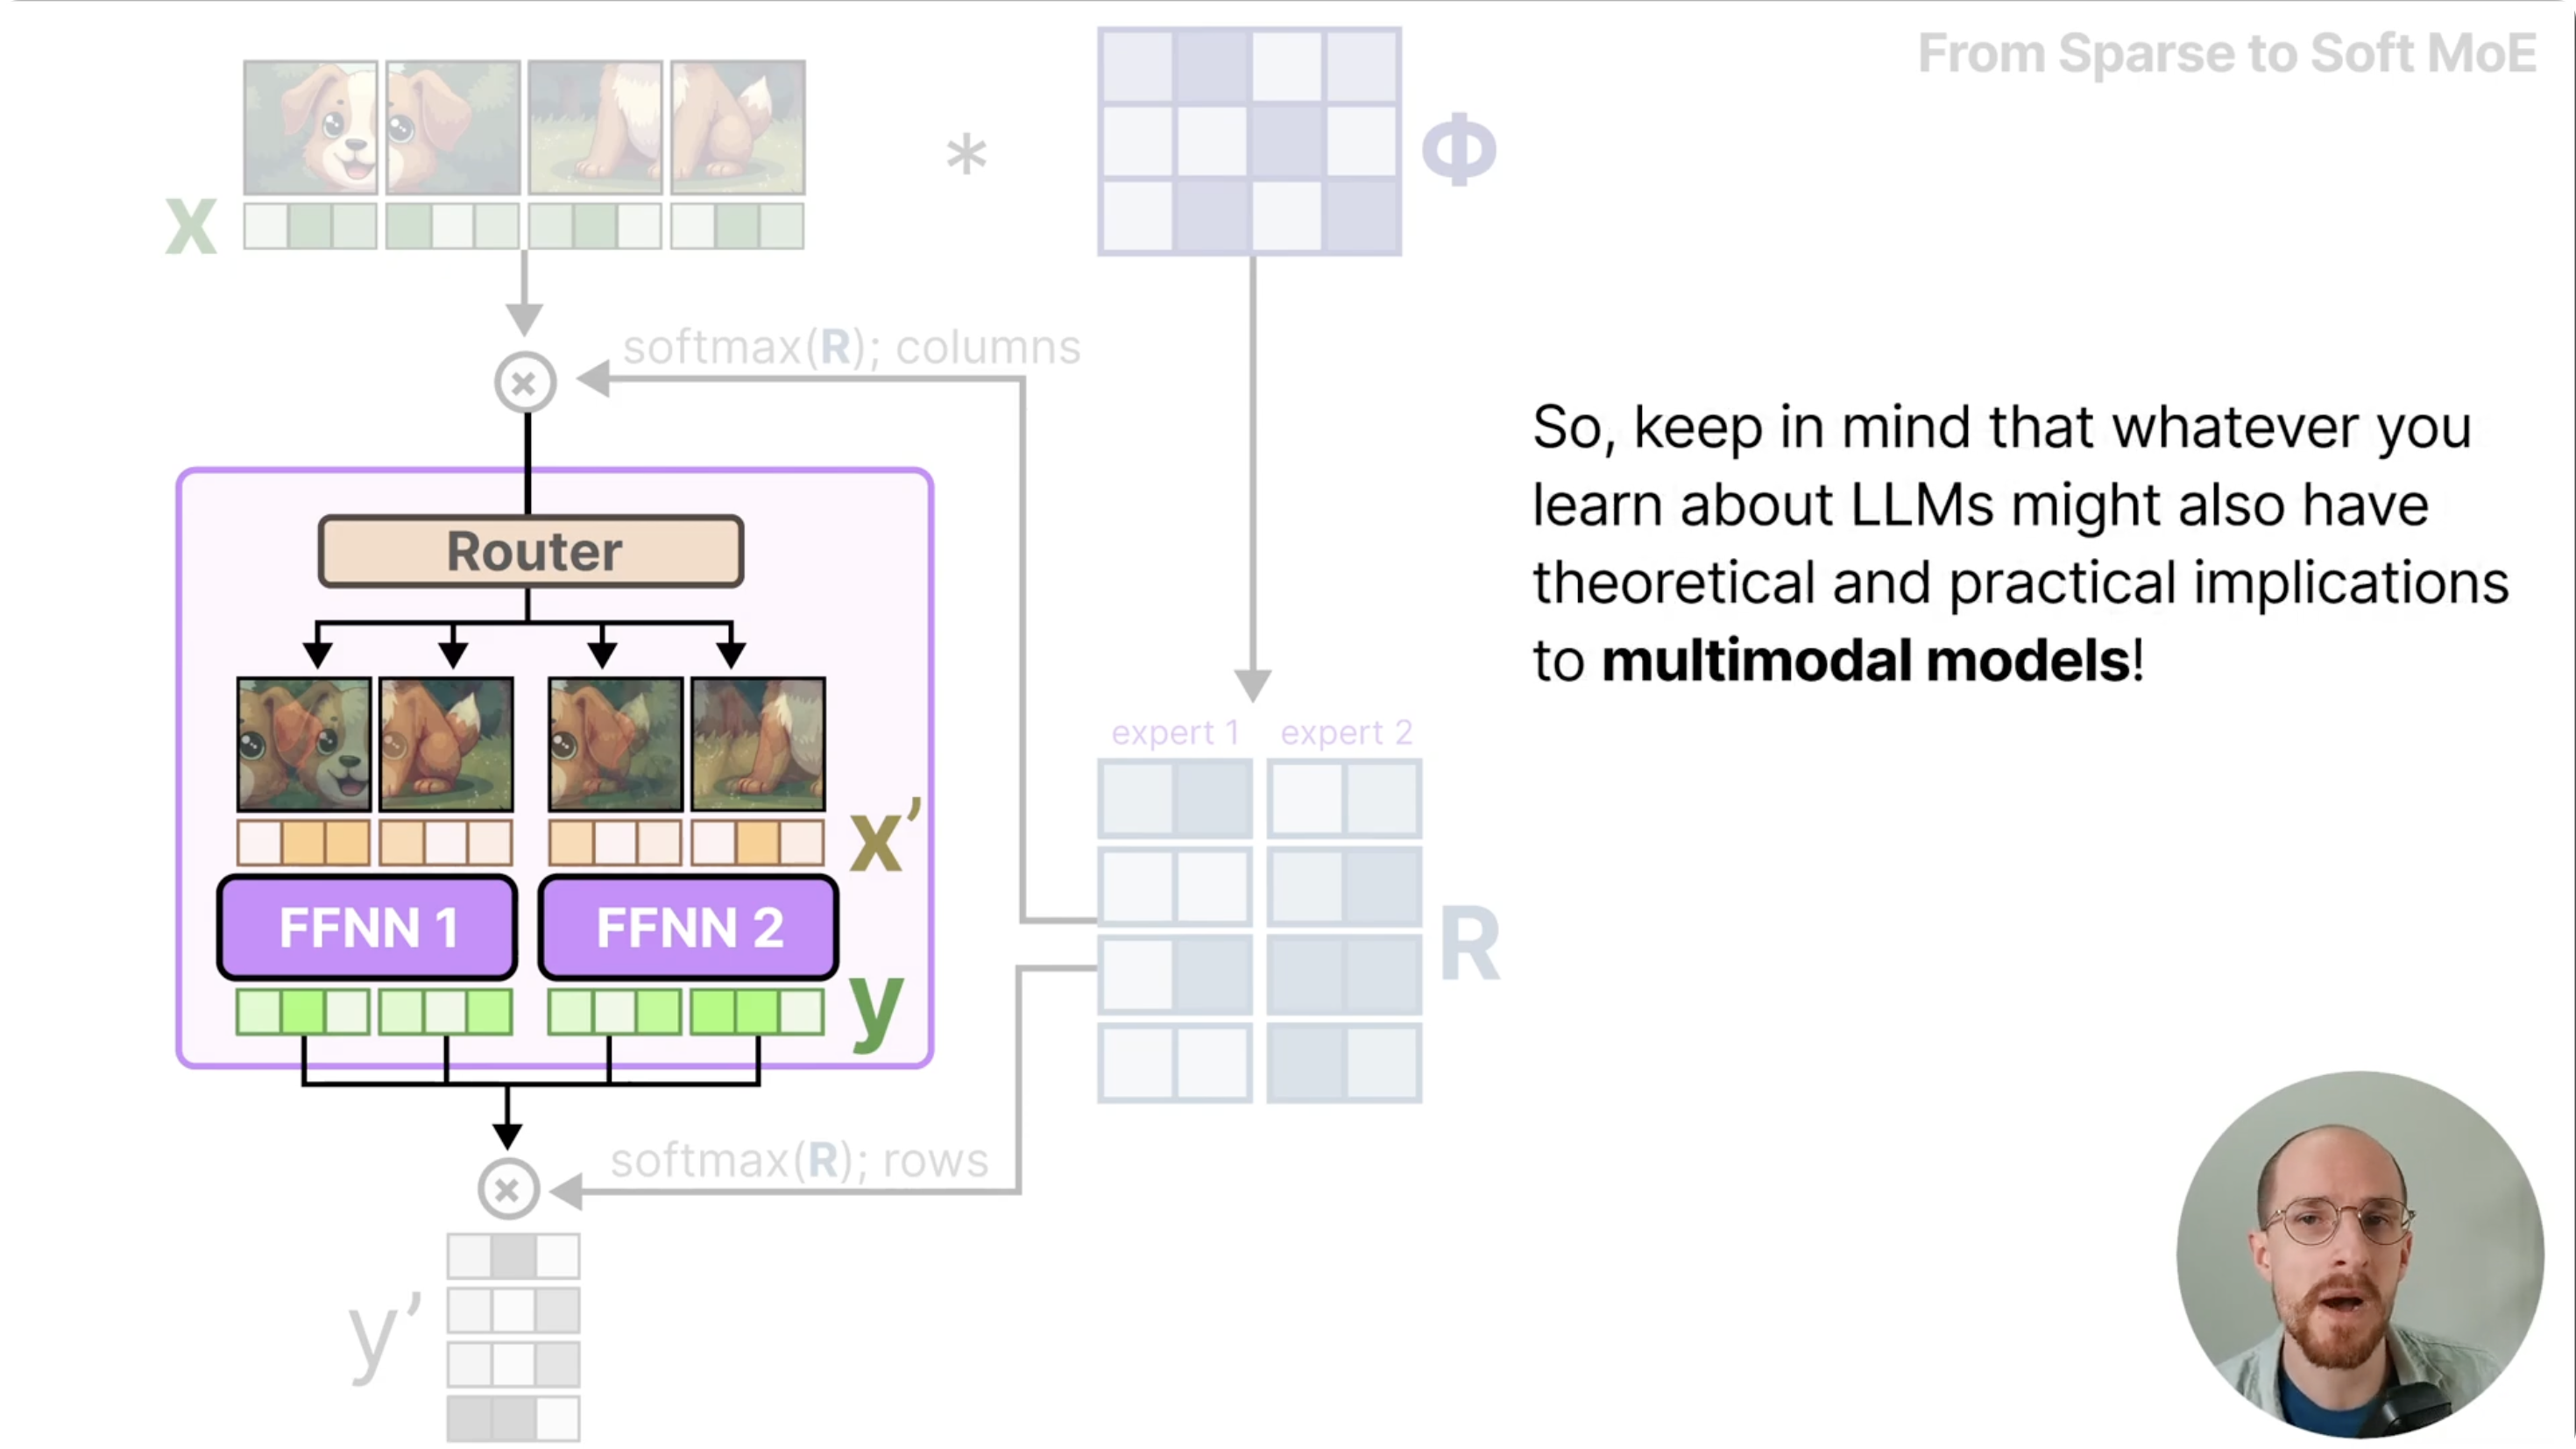 From Sparse to Soft MoE
*
Φ
x
softmax(R); columns
So, keep in mind that whatever you
learn about LLMs might also have
theoretical and practical implications
to multimodal models!
Router
expert 1 expert 2
x’
FFNN 1 FFNN 2
R
y
softmax(R); rows
y’